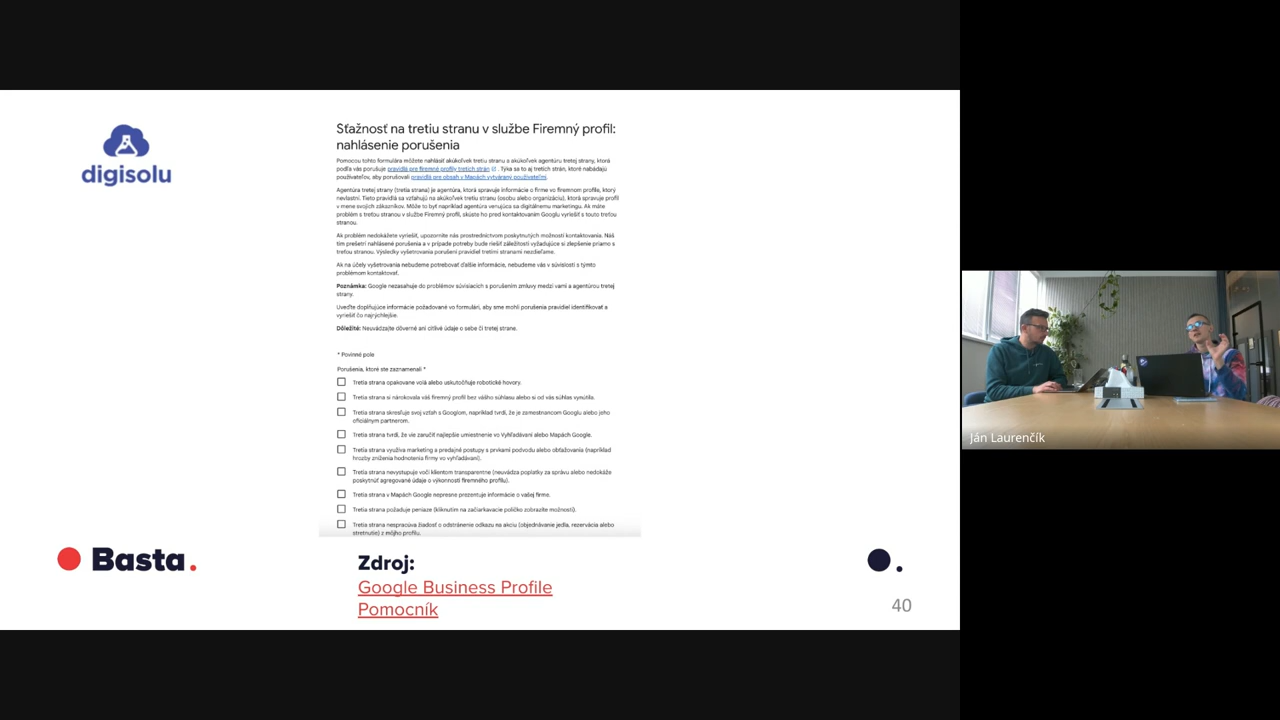 digisolu
Sťažnosť na tretiu stranu v službe Firemný profil:
nahlásenie porušenia
Pomocou tohto formulára môžete nahlásiť akúkoľvek tretiu stranu a akúkoľvek agentúru tretej strany, ktorá
podľa vás porušuje pravidlá pre firemné profily tretích strán . Týka sa to aj tretích strán, ktoré nabádajú
používateľov, aby porušovali pravidlá pre obsah v Mapách vytváraný používateľmi.
Agentúra tretej strany (tretia strana) je agentúra, ktorá spravuje informácie o firme vo firemnom profile, ktorý
nevlastní. Tieto pravidlá sa vzťahujú na akúkoľvek tretiu stranu (osobu alebo organizáciu), ktorá spravuje profil
v mene svojich zákazníkov. Môže to byť napríklad agentúra venujúca sa digitálnemu marketingu. Ak máte
problém s treťou stranou v službe Firemný profil, skúste ho pred kontaktovaním Googlu vyriešiť s touto treťou
stranou.
Ak problém nedokážete vyriešiť, upozornite nás prostredníctvom poskytnutých možností kontaktovania. Náš
tím prešetrí nahlásené porušenia a v prípade potreby bude riešiť záležitosti vyžadujúce si zlepšenie priamo s
treťou stranou. Výsledky vyšetrovania porušení pravidiel tretími stranami nezdieľame.
Ak na účely vyšetrovania nebudeme potrebovať ďalšie informácie, nebudeme vás v súvislosti s týmto
problémom kontaktovať.
Poznámka: Google nezasahuje do problémov súvisiacich s porušením zmluvy medzi vami a agentúrou tretej
strany.
Uveďte doplňujúce informácie požadované vo formulári, aby sme mohli porušenia pravidiel identifikovať a
vyriešiť čo najrýchlejšie.
Dôležité: Neuvádzajte dôverné ani citlivé údaje o sebe či tretej strane.
* Povinné pole
Porušenia, ktoré ste zaznamenali *
Tretia strana opakovane volá alebo uskutočňuje robotické hovory.
Tretia strana si nárokovala váš firemný profil bez vášho súhlasu alebo si od vás súhlas vynútila.
Tretia strana skresľuje svoj vzťah s Googlom, napríklad tvrdí, že je zamestnancom Googlu alebo jeho
oficiálnym partnerom.
Tretia strana tvrdí, že vie zaručiť najlepšie umiestnenie vo Vyhľadávaní alebo Mapách Google.
Tretia strana využíva marketing a predajné postupy s prvkami podvodu alebo obťažovania (napríklad
hrozby zníženia hodnotenia firmy vo vyhľadávaní).
Tretia strana nevystupuje voči klientom transparentne (neuvádza poplatky za správu alebo nedokáže
poskytnúť agregované údaje o výkonnosti firemného profilu).
Tretia strana v Mapách Google nepresne prezentuje informácie o vašej firme.
Tretia strana požaduje peniaze (kliknutím na začiarkavacie políčko zobrazíte možnosti).
Tretia strana nespracúva žiadosť o odstránenie odkazu na akciu (objednávanie jedla, rezervácia alebo
stretnutie) z môjho profilu.
Basta.
Zdroj:
Google Business Profile
Pomocník
40
Ján Laurenčík